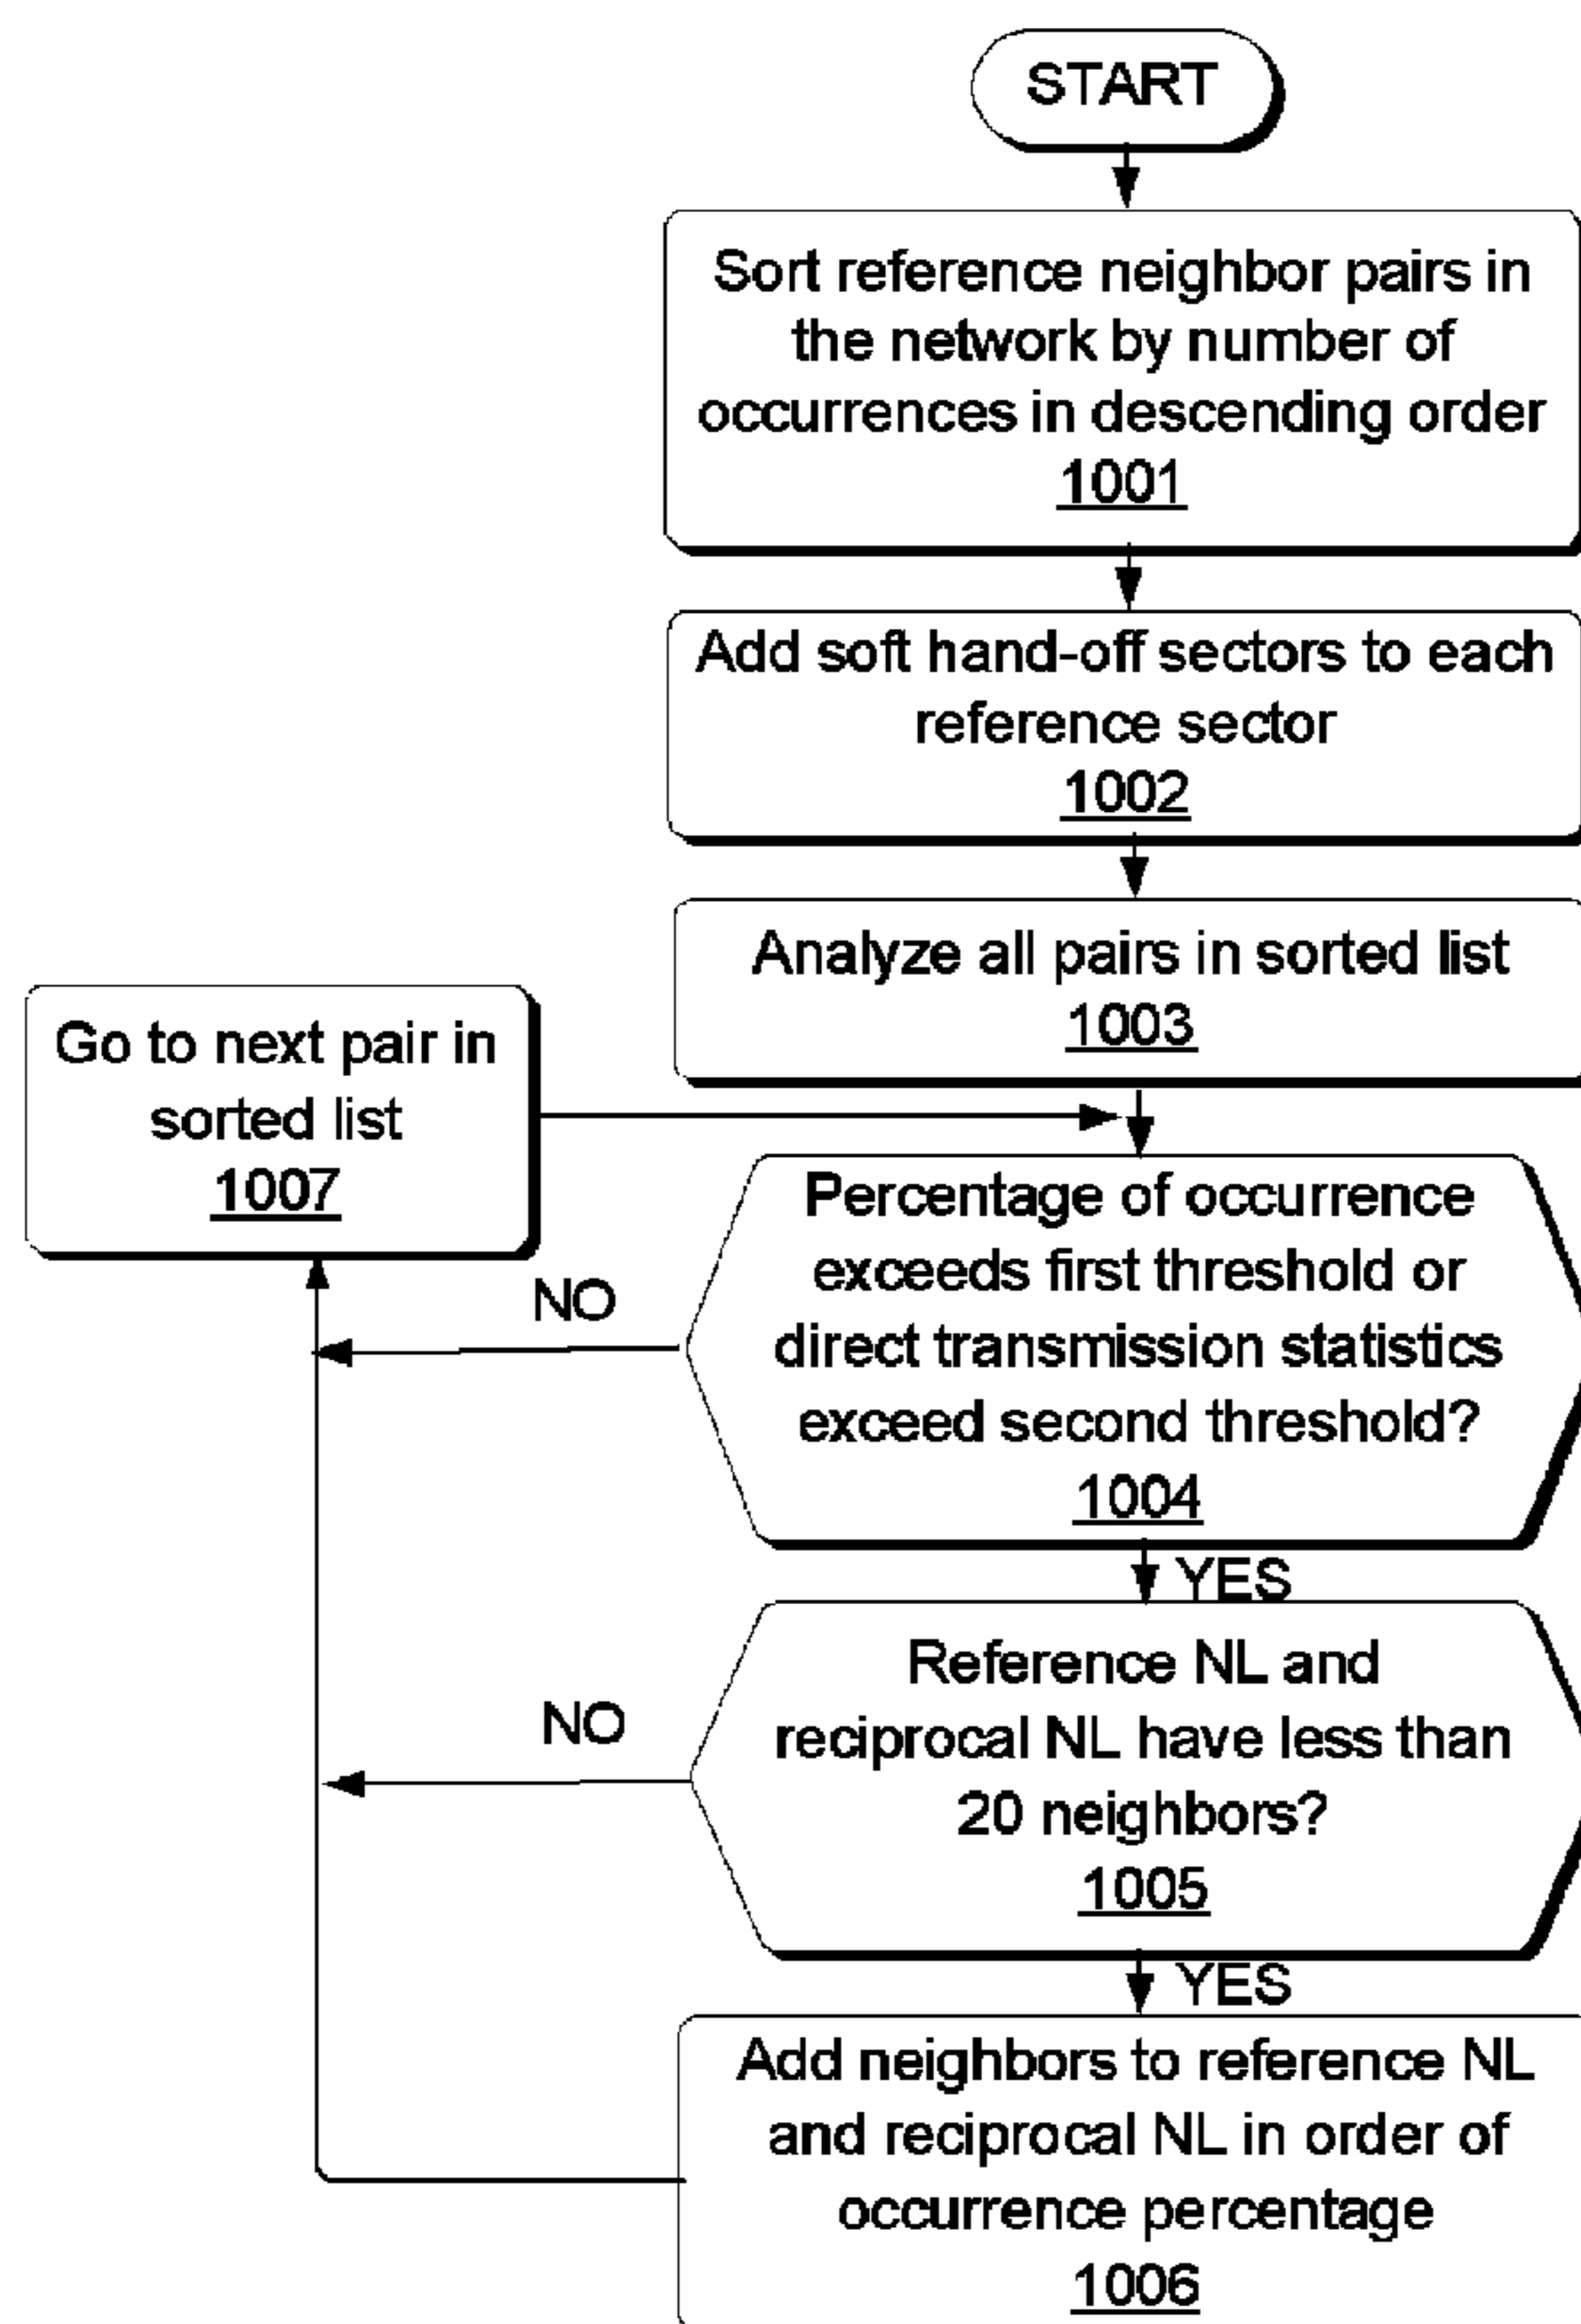 START
Sort reference neighbor pairs in
the network by number of
occurrences in descending order
1001
Add soft hand-off sectors to each
reference sector
1002
Analyze all pairs in sorted list
1003
Go to next pair in
sorted list
1007
Percentage of occurrence
exceeds first threshold or
direct transmission statistics
exceed second threshold?
1004
NO
YES
Reference NL and
reciprocal NL have less than
20 neighbors?
1005
NO
YES
Add neighbors to reference NL
and reciprocal NL in order of
occurrence percentage
1006